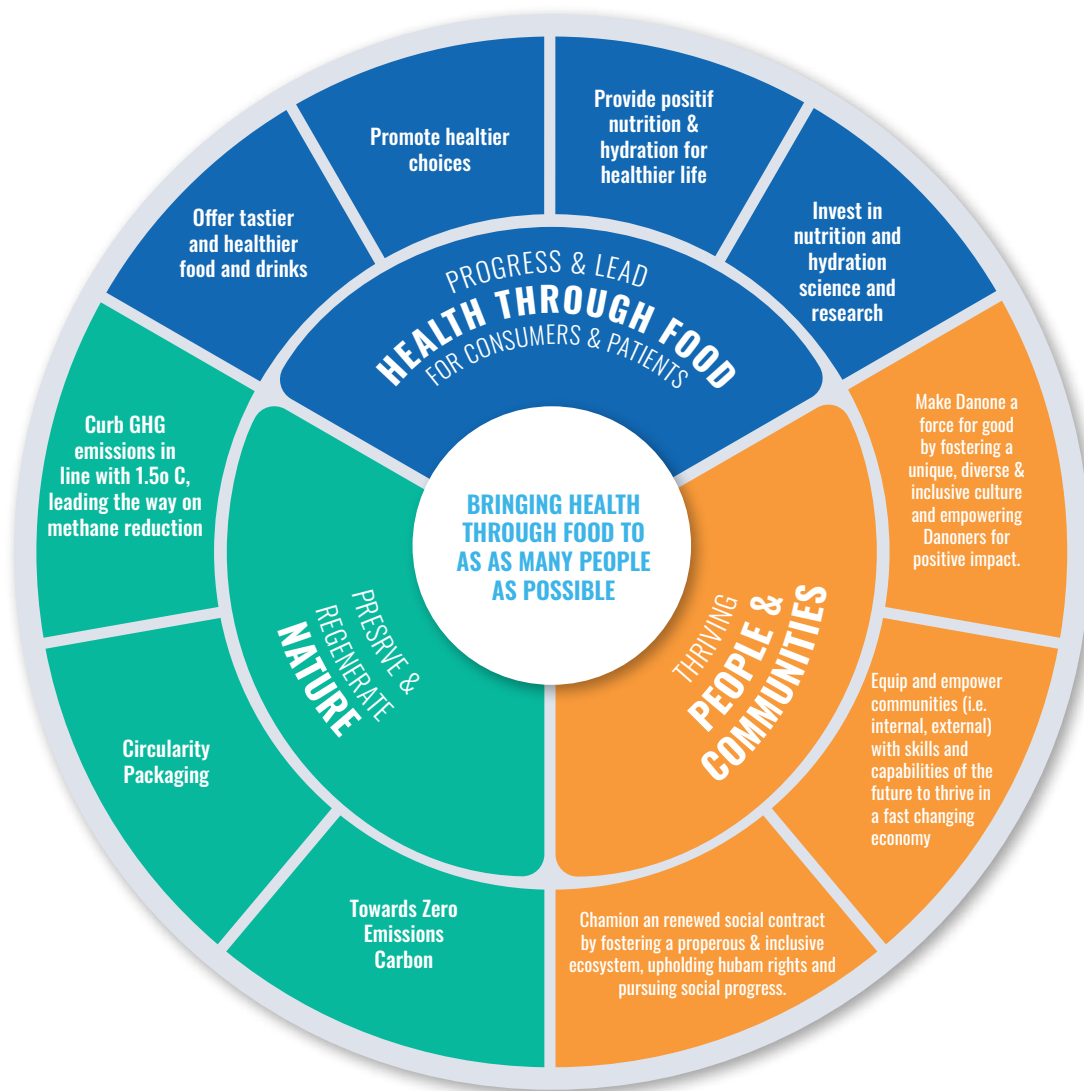 Provide positif
nutrition &
hydration for
healthier life
Promote healtier
choices
Invest in
nutrition and
hydration
science and
research
Offer tastier
and healthier
food and drinks
PROGRESS & LEAD
HEALTH THROUGH FOOD
FOR CONSUMERS & PATIENTS
Make Danone a
force for good
by fostering a
unique, diverse &
inclusive culture
and empowering
Danoners for
positive impact.
Curb GHG
emissions in
line with 1.5o C,
leading the way on
methane reduction
BRINGING HEALTH
THROUGH FOOD TO
AS AS MANY PEOPLE
AS POSSIBLE
PRESRVE &
REGENERATE
NATURE
THRIVING
PEOPLE &
COMMUNITIES
Equip and empower
communities (i.e.
internal, external)
with skills and
capabilities of the
future to thrive in
a fast changing
economy
Circularity
Packaging
Towards Zero
Emissions
Carbon
Chamion an renewed social contract
by fostering a properous & inclusive
ecosystem, upholding hubam rights and
pursuing social progress.